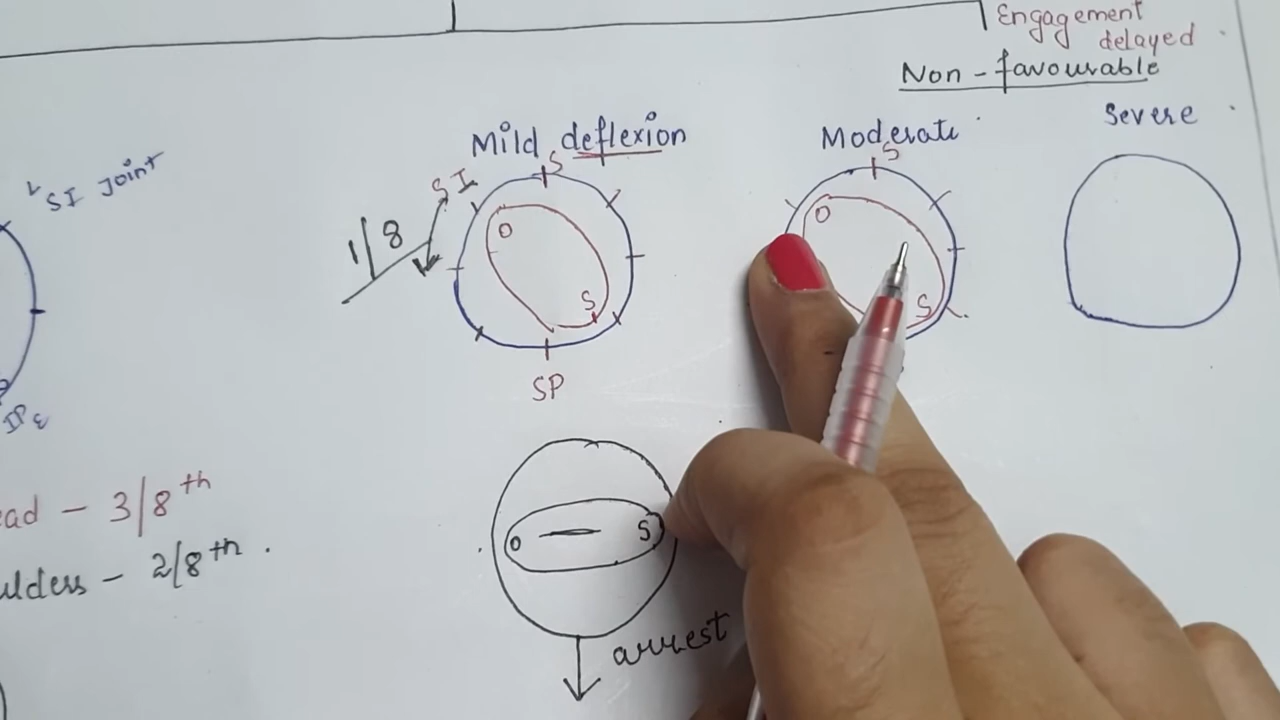 Engagement
delayed
Non - favourable
Mild deflexion
Moderate
Severe
SI Joint
SI
S
S
1/8
O
O
S
S
SP
ead - 3/8th
ulders - 2/8th.
O
S
arrest